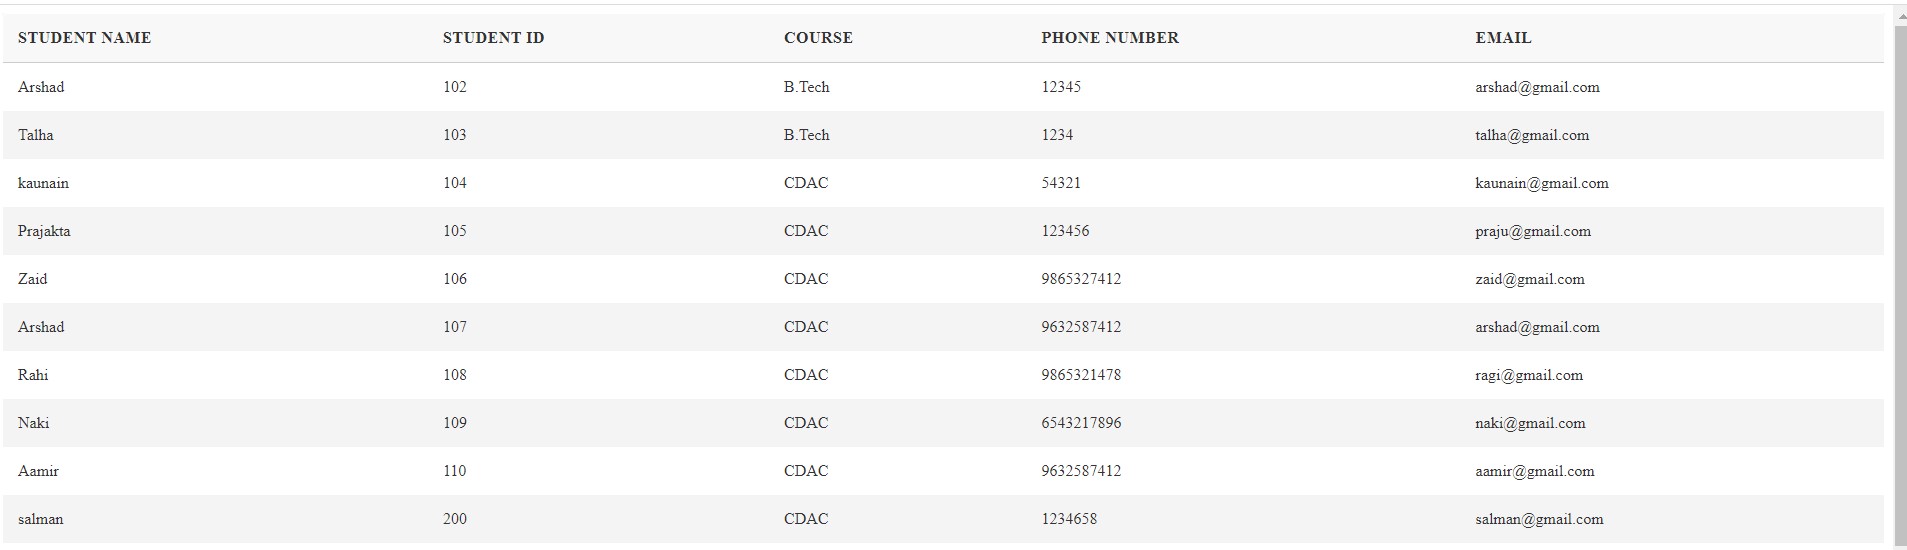 STUDENT NAME STUDENT ID COURSE PHONE NUMBER EMAIL
Arshad 102 B.Tech 12345 arshad@gmail.com
Talha 103 B.Tech 1234 talha@gmail.com
kaunain 104 CDAC 54321 kaunain@gmail.com
Prajakta 105 CDAC 123456 praju@gmail.com
Zaid 106 CDAC 9865327412 zaid@gmail.com
Arshad 107 CDAC 9632587412 arshad@gmail.com
Rahi 108 CDAC 9865321478 ragi@gmail.com
Naki 109 CDAC 6543217896 naki@gmail.com
Aamir 110 CDAC 9632587412 aamir@gmail.com
salman 200 CDAC 1234658 salman@gmail.com